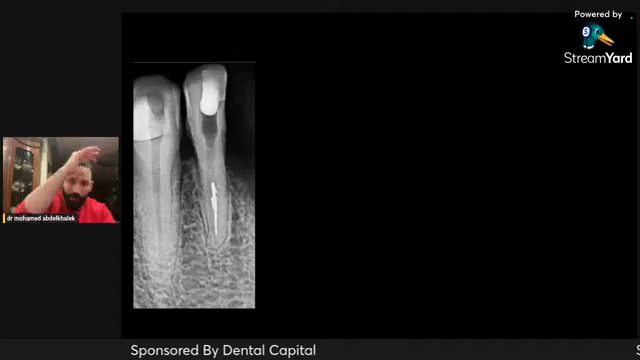 Powered by
StreamYard
dr mohamed abdelkhalek
Sponsored By Dental Capital